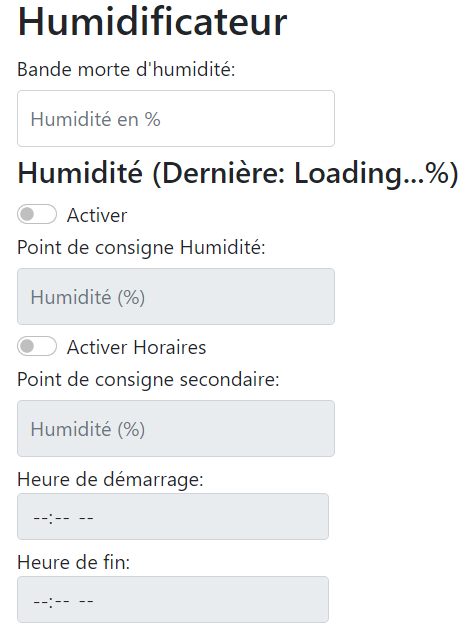 Humidificateur
Bande morte d'humidité:
Humidité en %
Humidité (Dernière: Loading...%)
Activer
Point de consigne Humidité:
Humidité (%)
Activer Horaires
Point de consigne secondaire:
Humidité (%)
Heure de démarrage:
--:-- --
Heure de fin:
--:-- --